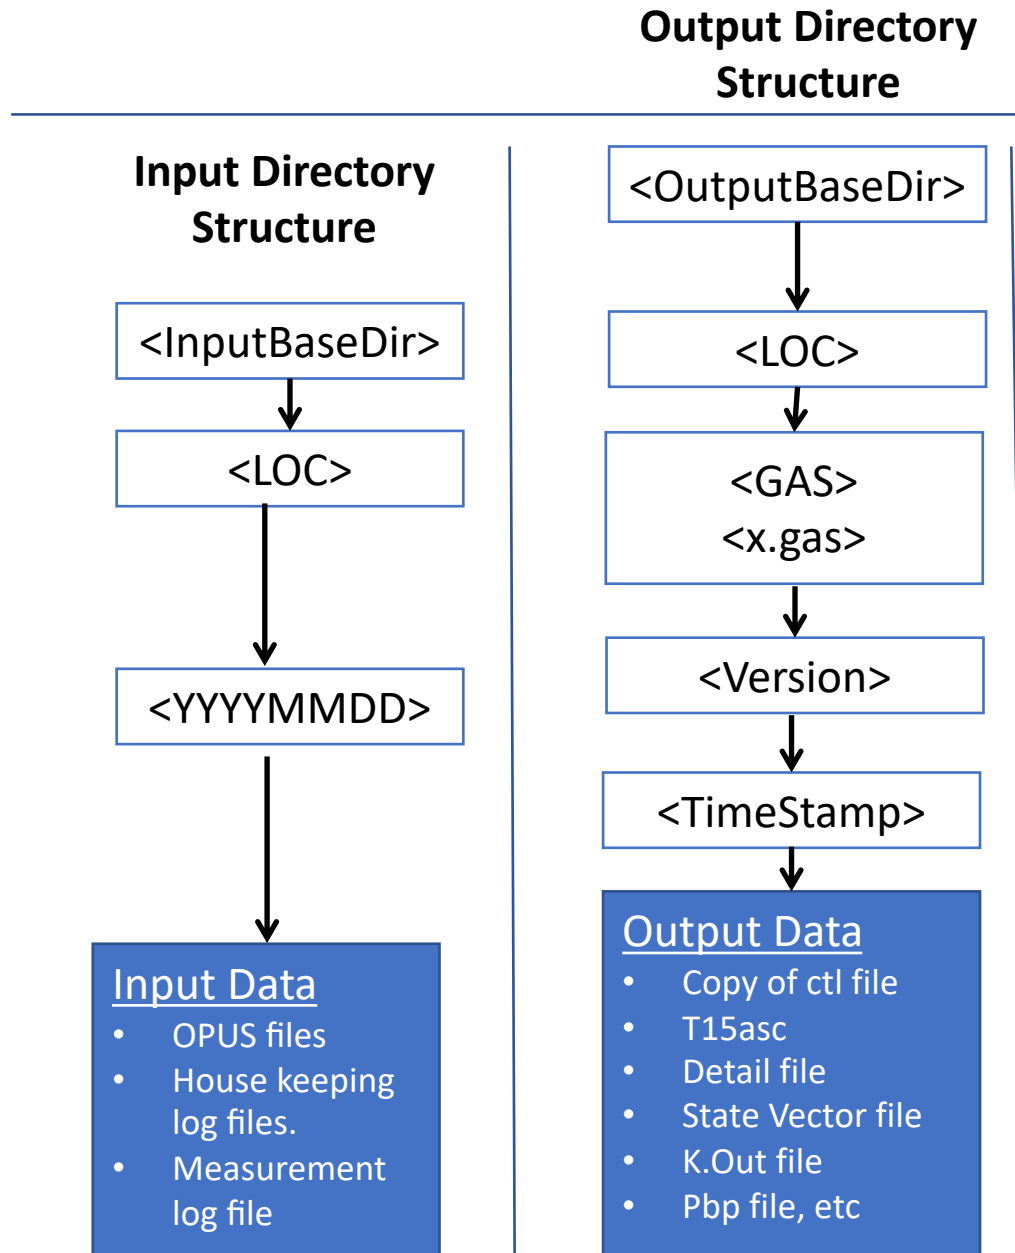 Output Directory
Structure
Input Directory
Structure
<InputBaseDir>
<LOC>
<YYYYMMDD>
Input Data
• OPUS files
• House keeping
log files.
• Measurement
log file
<OutputBaseDir>
<LOC>
<GAS>
<x.gas>
<Version>
<TimeStamp>
Output Data
• Copy of ctl file
• T15asc
• Detail file
• State Vector file
• K.Out file
• Pbp file, etc